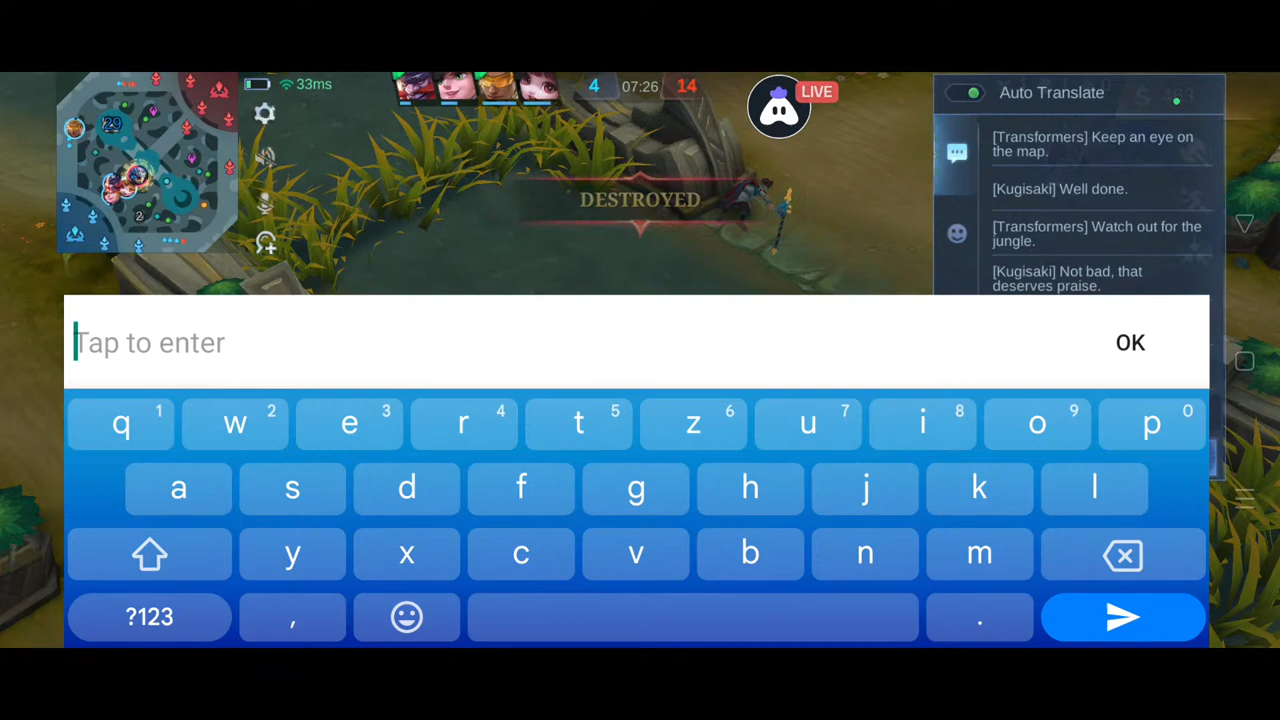 29
2
33ms
4 07:26 14
LIVE
DESTROYED
Auto Translate
[Transformers] Keep an eye on
the map.
[Kugisaki] Well done.
[Transformers] Watch out for the
jungle.
[Kugisaki] Not bad, that
deserves praise.
Tap to enter
OK
q 1 w 2 e 3 r 4 t 5 z 6 u 7 i 8 o 9 p 0
a s d f g h j k l
y x c v b n m
?123 , .